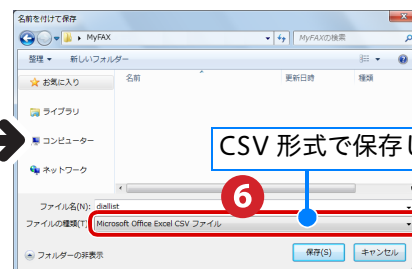 名前を付けて保存
MyFAX
MyFAXの検索
整理
新しいフォルダー
お気に入り
名前
更新日時
種類
ライブラリ
コンピューター
ネットワーク
CSV 形式で保存し
6
ファイル名(N): diallist
ファイルの種類(T): Microsoft Office Excel CSV ファイル
フォルダーの非表示
保存(S)
キャンセル